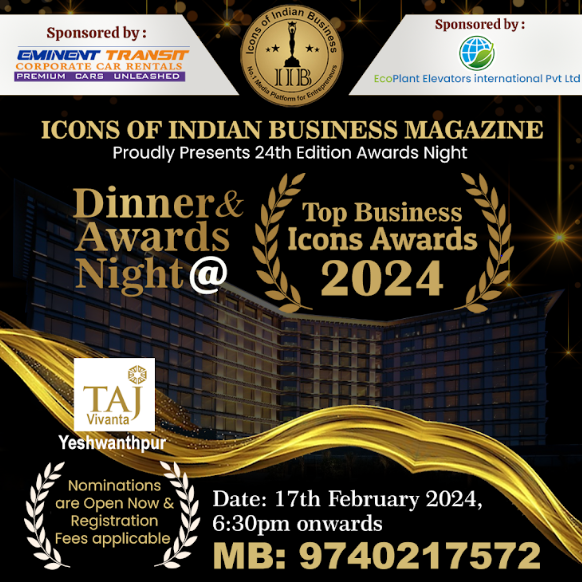 Sponsored by :
EMINENT TRANSIT
CORPORATE CAR RENTALS
PREMIUM CARS UNLEASHED
Icons of Indian Business
IIB
No.1 Media Platform for Entrepreneurs
Sponsored by :
EcoPlant Elevators international Pvt Ltd
ICONS OF INDIAN BUSINESS MAGAZINE
Proudly Presents 24th Edition Awards Night
Dinner&
Awards
Night @
Top Business
Icons Awards
2024
TAJ
Vivanta
Yeshwanthpur
Nominations
are Open Now &
Registration
Fees applicable
Date: 17th February 2024,
6:30pm onwards
MB: 9740217572